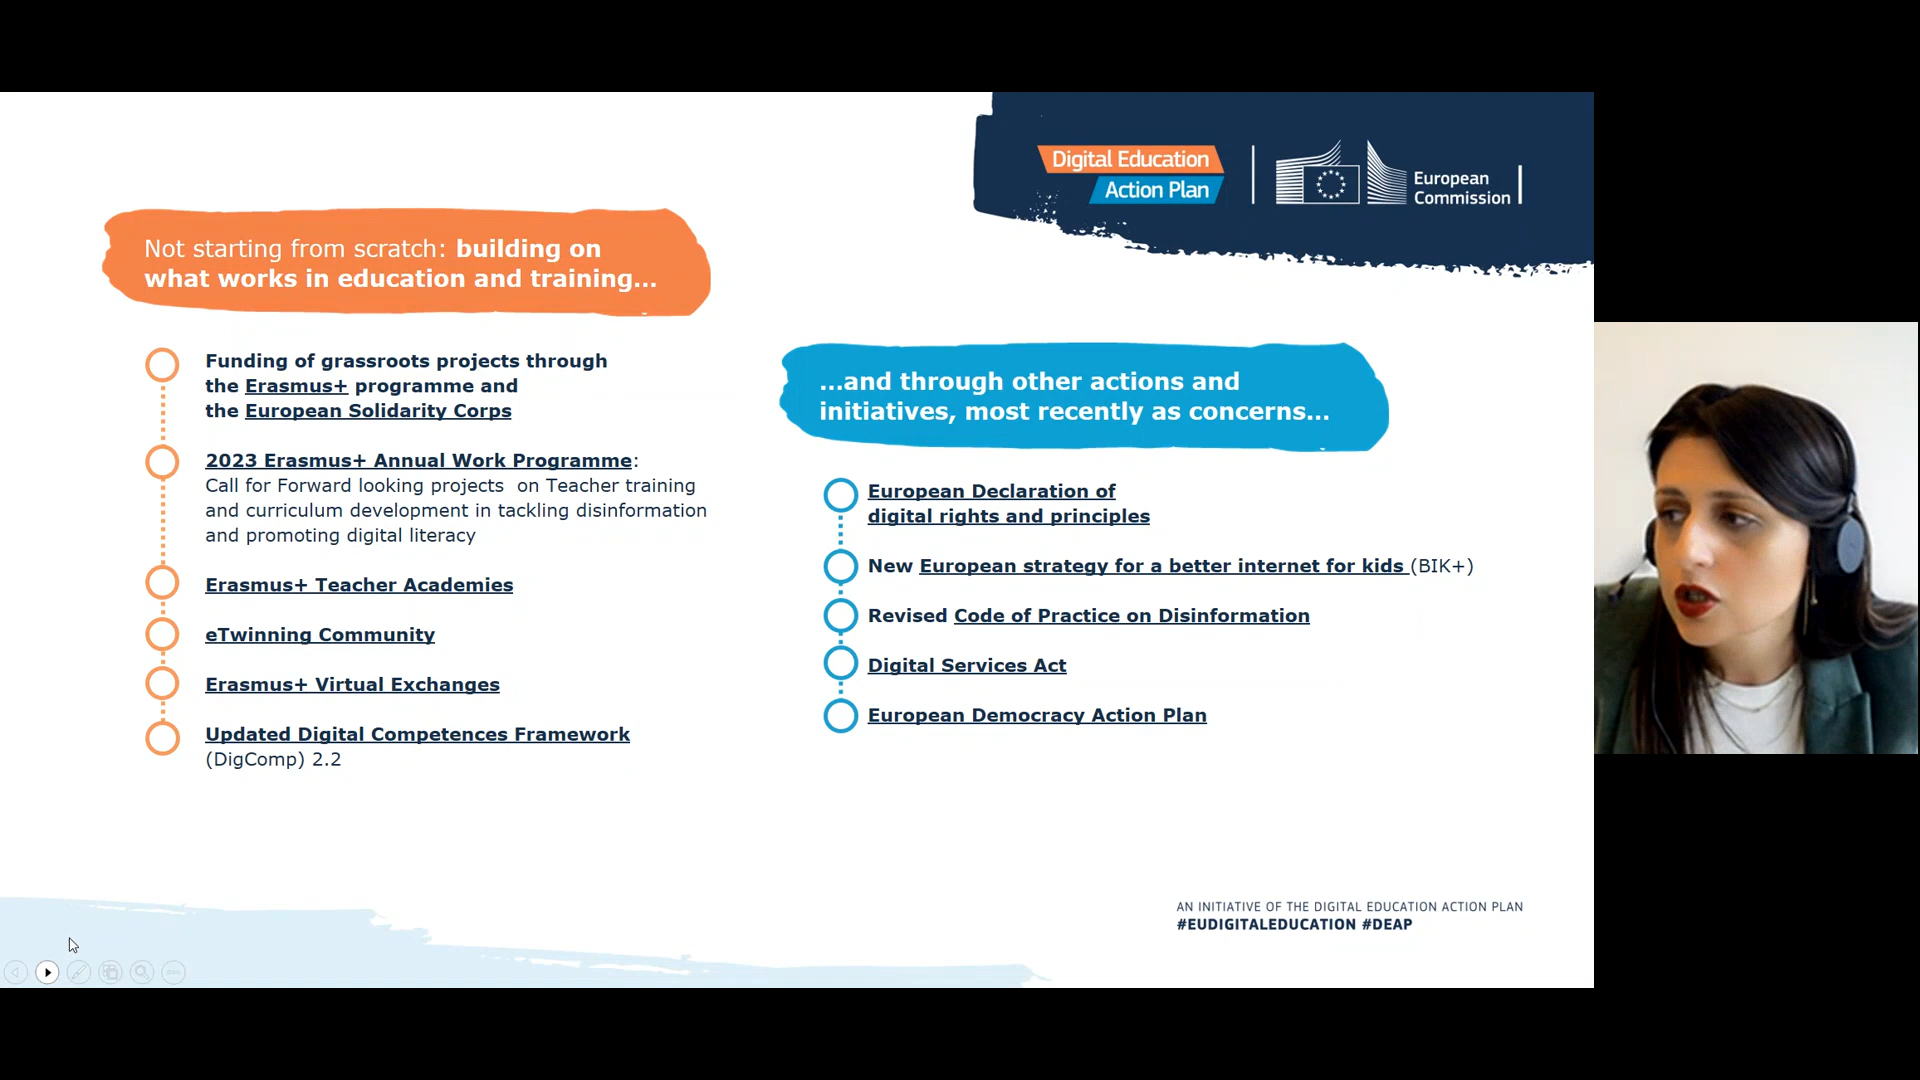 Digital Education
Action Plan
European
Commission
Not starting from scratch: building on
what works in education and training...
Funding of grassroots projects through
the Erasmus+ programme and
the European Solidarity Corps
2023 Erasmus+ Annual Work Programme:
Call for Forward looking projects  on Teacher training
and curriculum development in tackling disinformation
and promoting digital literacy
Erasmus+ Teacher Academies
eTwinning Community
Erasmus+ Virtual Exchanges
Updated Digital Competences Framework
(DigComp) 2.2
...and through other actions and
initiatives, most recently as concerns...
European Declaration of
digital rights and principles
New European strategy for a better internet for kids (BIK+)
Revised Code of Practice on Disinformation
Digital Services Act
European Democracy Action Plan
AN INITIATIVE OF THE DIGITAL EDUCATION ACTION PLAN
#EUDIGITALEDUCATION #DEAP